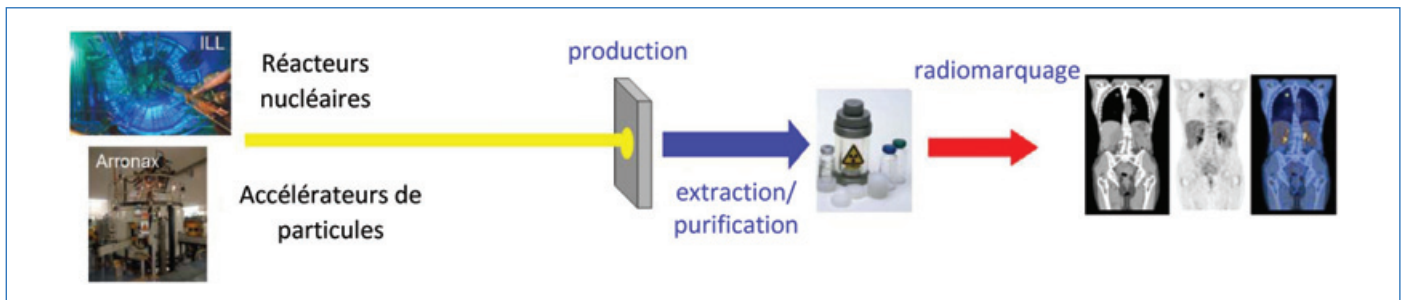 ILL
Réacteurs
nucléaires
Arronax
Accélérateurs de
particules
production
extraction/
purification
radiomarquage